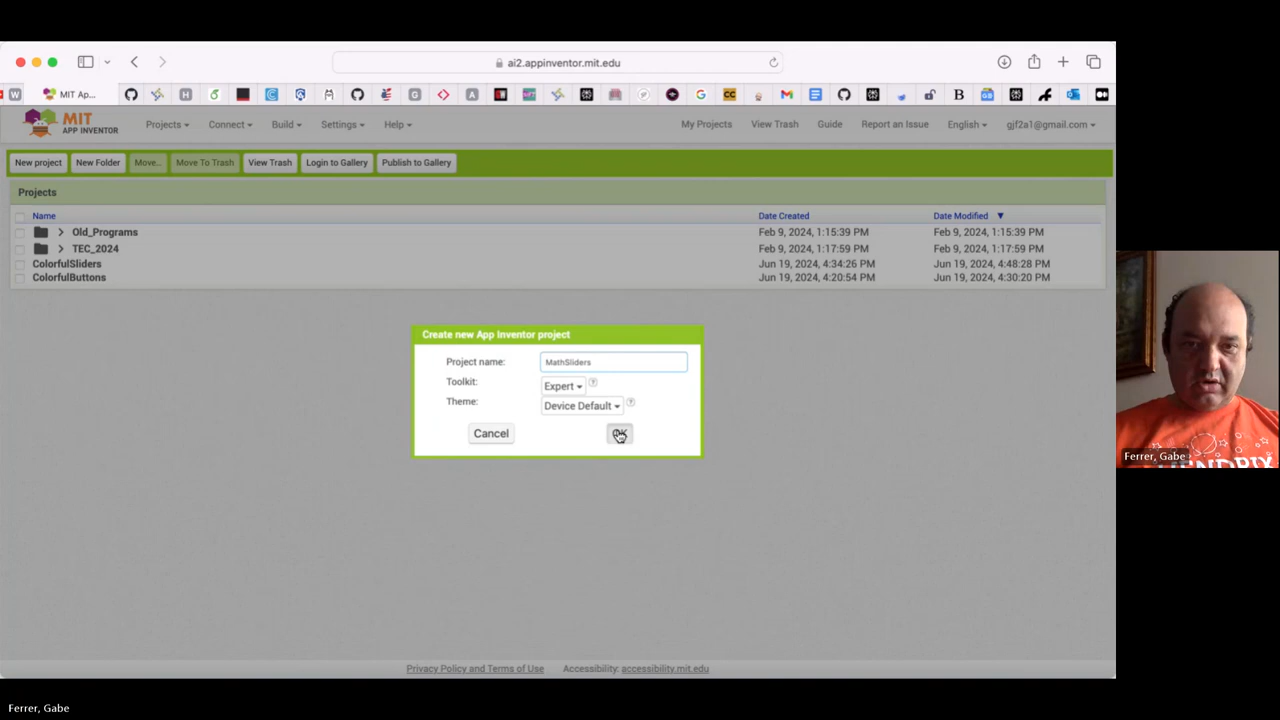 ai2.appinventor.mit.edu
W
MIT Ap...
MIT
APP INVENTOR
Projects
Connect
Build
Settings
Help
My Projects
View Trash
Guide
Report an Issue
English
gjf2a1@gmail.com
New project
New Folder
Move...
Move To Trash
View Trash
Login to Gallery
Publish to Gallery
Projects
Name
Date Created
Date Modified
Old_Programs
Feb 9, 2024, 1:15:39 PM
Feb 9, 2024, 1:15:39 PM
TEC_2024
Feb 9, 2024, 1:17:59 PM
Feb 9, 2024, 1:17:59 PM
ColorfulSliders
Jun 19, 2024, 4:34:26 PM
Jun 19, 2024, 4:48:28 PM
ColorfulButtons
Jun 19, 2024, 4:20:54 PM
Jun 19, 2024, 4:30:20 PM
Create new App Inventor project
Project name:
MathSliders
Toolkit:
Expert
Theme:
Device Default
Cancel
Privacy Policy and Terms of Use
Accessibility: accessibility.mit.edu
Ferrer, Gabe
Ferrer, Gabe